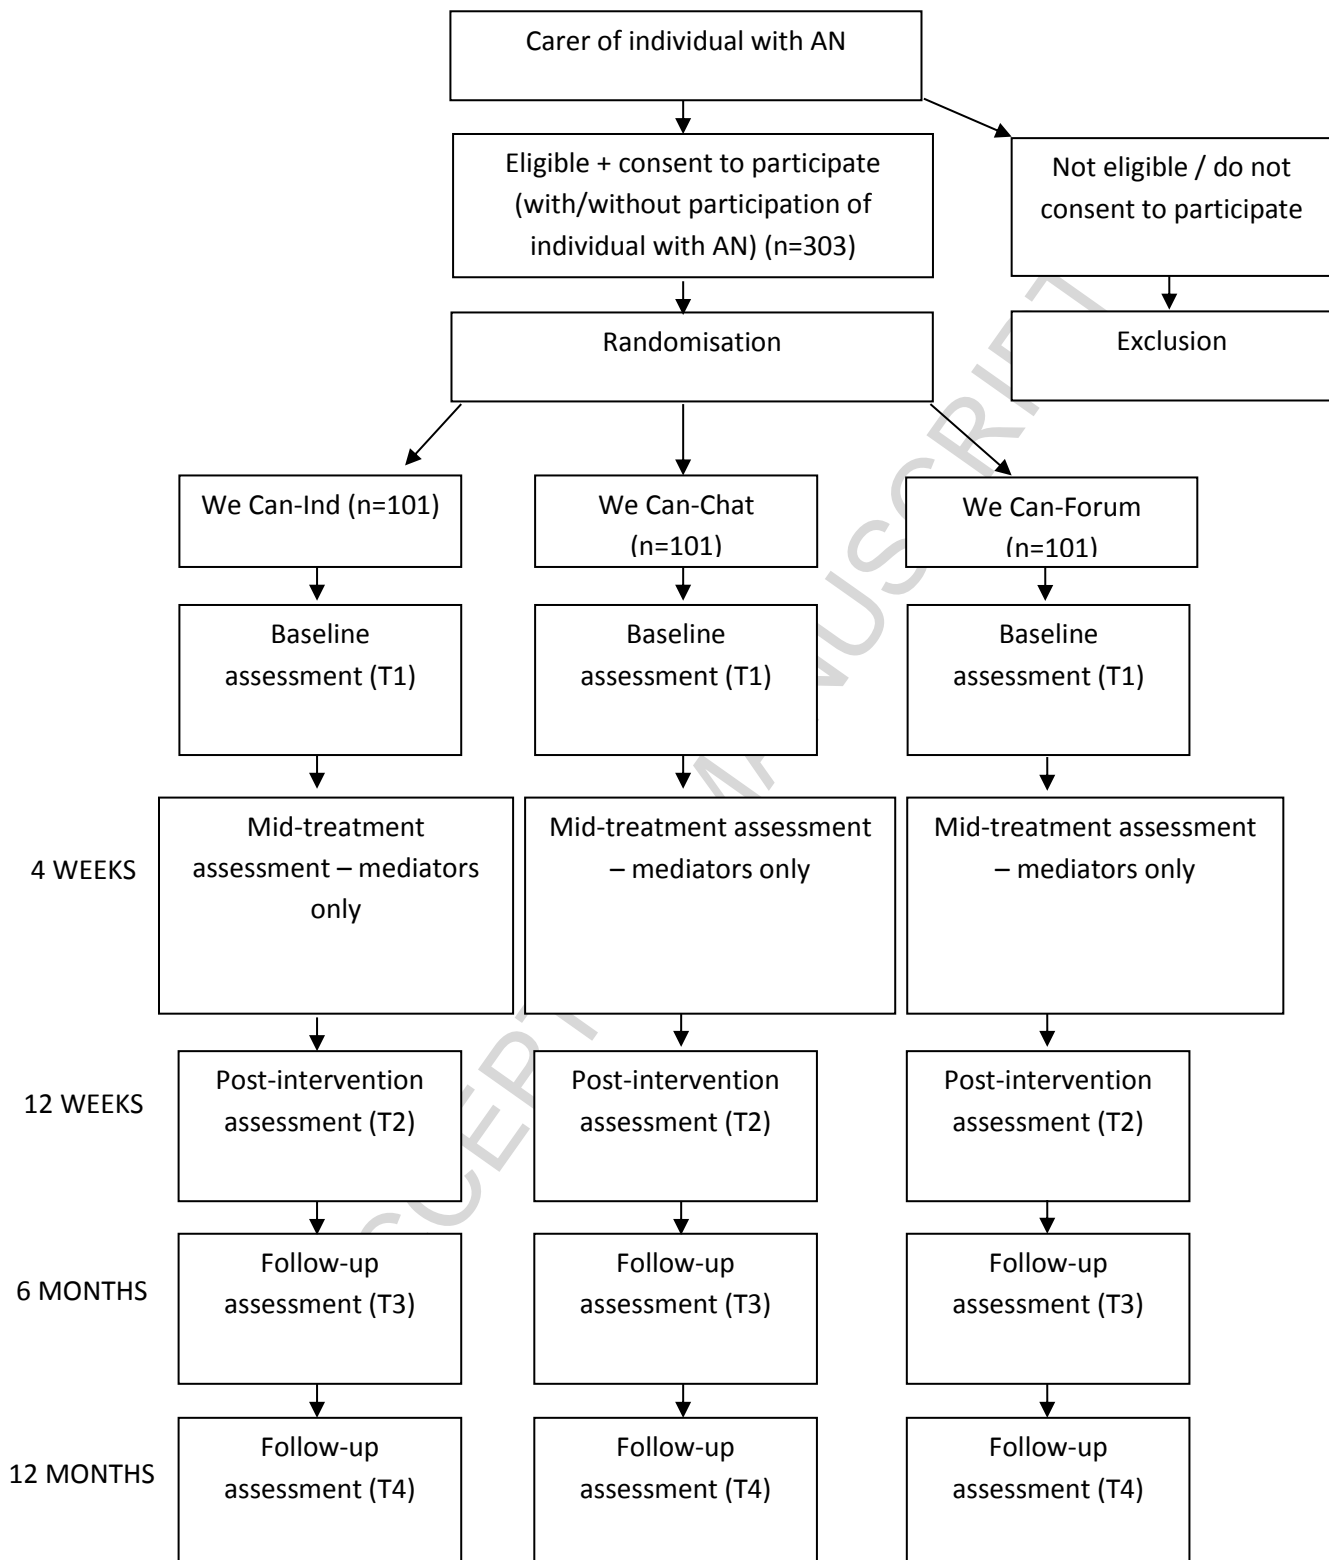 Carer of individual with AN
Eligible + consent to participate
(with/without participation of
individual with AN) (n=303)
Not eligible / do not
consent to participate
Randomisation
Exclusion
We Can-Ind (n=101)
We Can-Chat
(n=101)
We Can-Forum
(n=101)
Baseline
assessment (T1)
Baseline
assessment (T1)
Baseline
assessment (T1)
4 WEEKS
Mid-treatment
assessment – mediators
only
Mid-treatment assessment
– mediators only
Mid-treatment assessment
– mediators only
12 WEEKS
Post-intervention
assessment (T2)
Post-intervention
assessment (T2)
Post-intervention
assessment (T2)
6 MONTHS
Follow-up
assessment (T3)
Follow-up
assessment (T3)
Follow-up
assessment (T3)
12 MONTHS
Follow-up
assessment (T4)
Follow-up
assessment (T4)
Follow-up
assessment (T4)